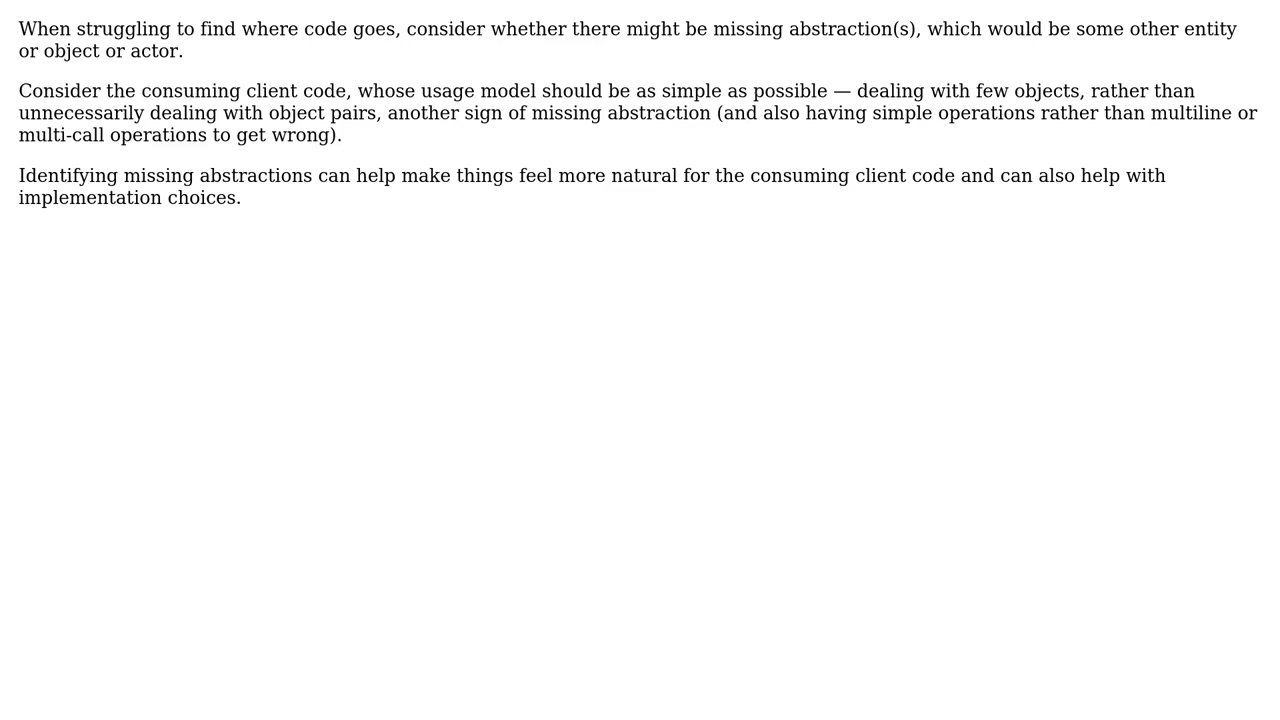 When struggling to find where code goes, consider whether there might be missing abstraction(s), which would be some other entity
or object or actor.
Consider the consuming client code, whose usage model should be as simple as possible — dealing with few objects, rather than
unnecessarily dealing with object pairs, another sign of missing abstraction (and also having simple operations rather than multiline or
multi-call operations to get wrong).
Identifying missing abstractions can help make things feel more natural for the consuming client code and can also help with
implementation choices.